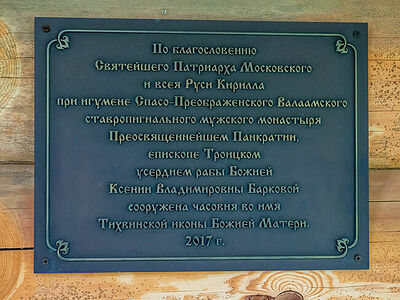 По благословению
Святейшего Патриарха Московского
и всея Руси Кирилла
при игумене Спасо-Преображенского Валаамского
ставропигиального мужского монастыря
Преосвященнейшем Панкратии,
епископе Троицком
усердием рабы Божией
Ксении Владимировны Барковой
сооружена часовня во имя
Тихвинской иконы Божией Матери.
2017 г.